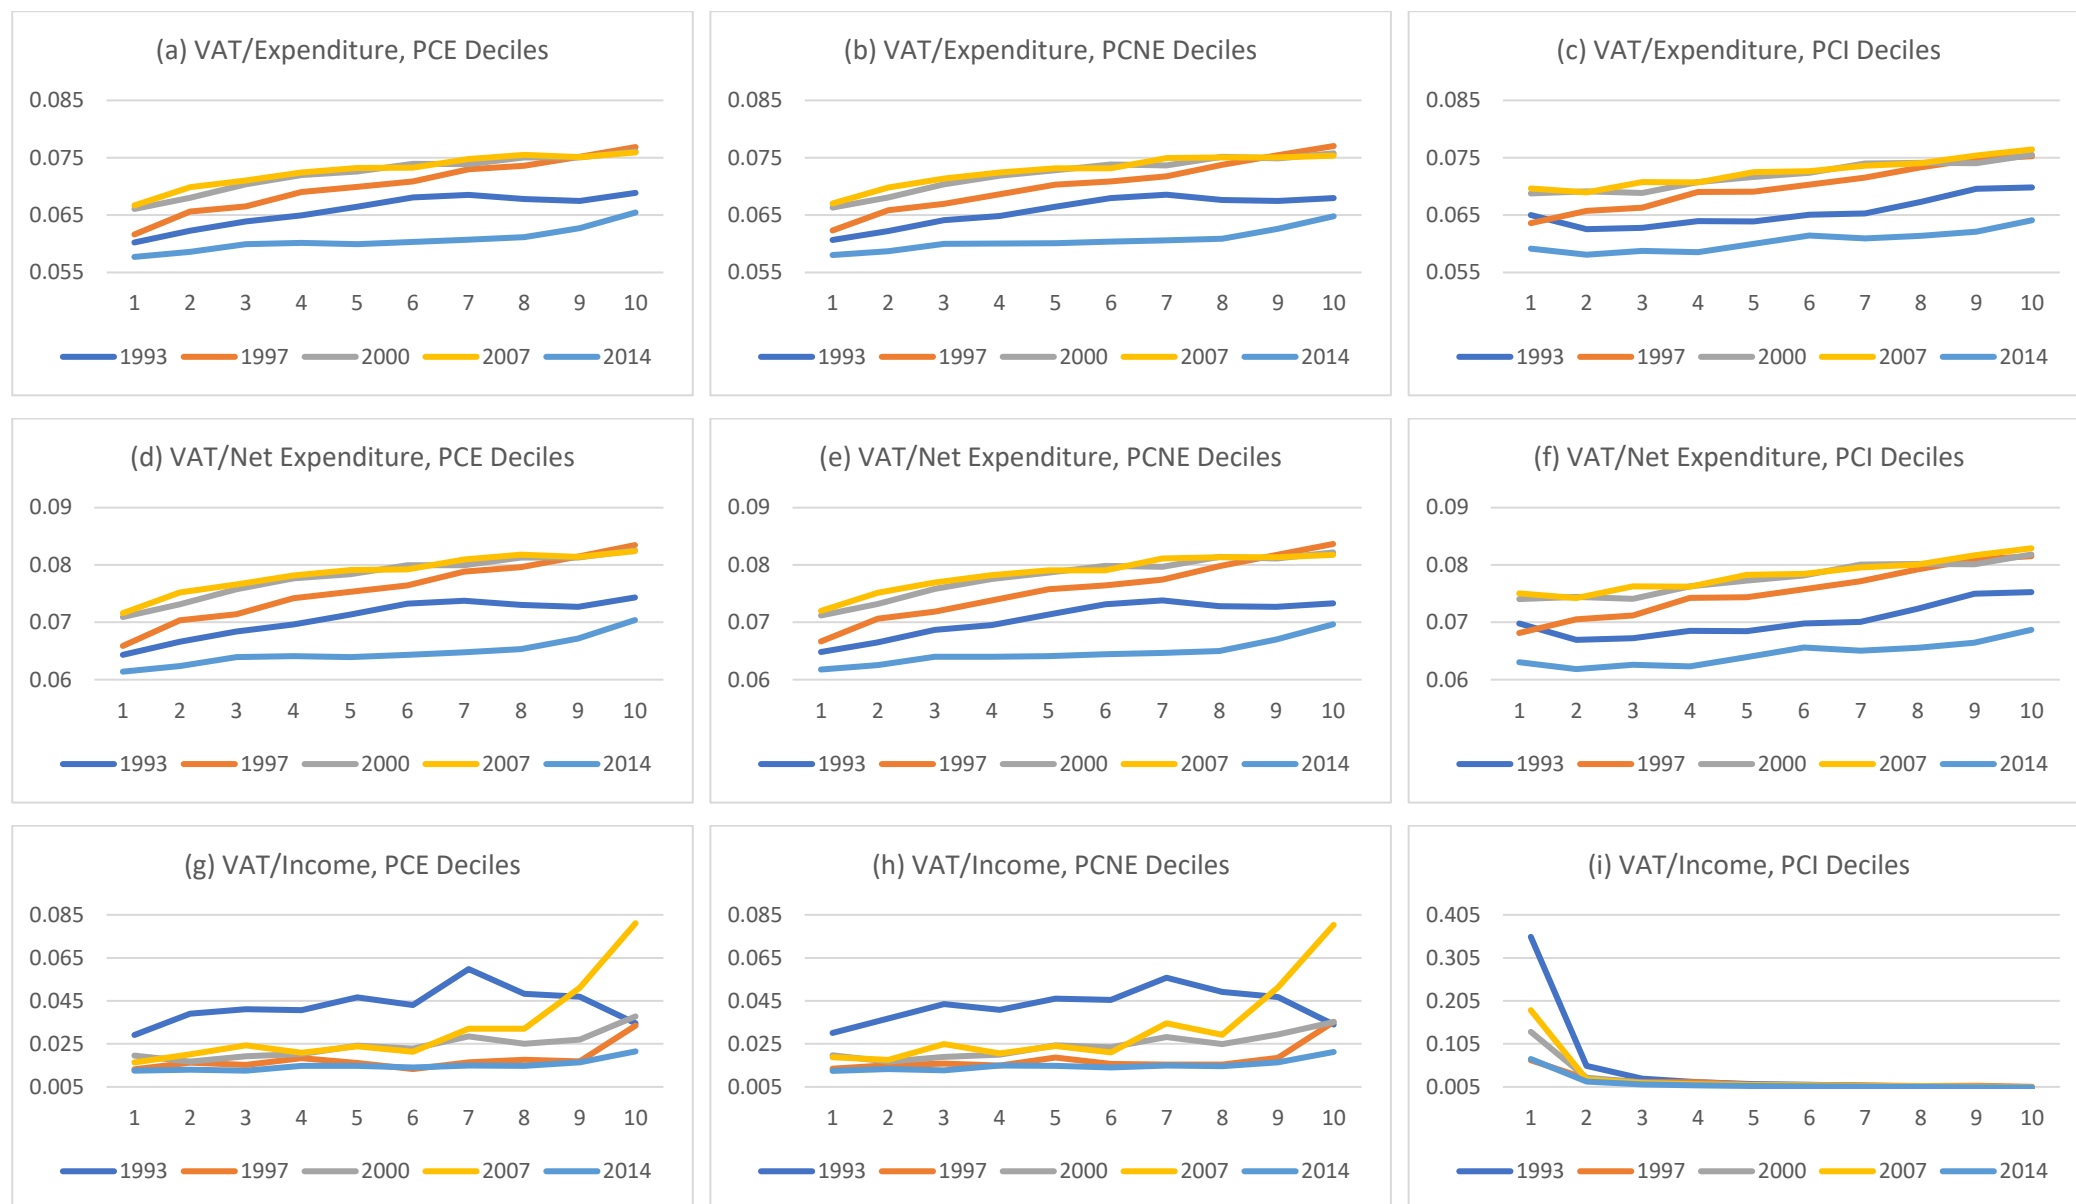 (a) VAT/Expenditure, PCE Deciles
0.085
0.075
0.065
0.055
1 2 3 4 5 6 7 8 9 10
1993 1997 2000 2007 2014
(b) VAT/Expenditure, PCNE Deciles
0.085
0.075
0.065
0.055
1 2 3 4 5 6 7 8 9 10
1993 1997 2000 2007 2014
(c) VAT/Expenditure, PCI Deciles
0.085
0.075
0.065
0.055
1 2 3 4 5 6 7 8 9 10
1993 1997 2000 2007 2014
(d) VAT/Net Expenditure, PCE Deciles
0.09
0.08
0.07
0.06
1 2 3 4 5 6 7 8 9 10
1993 1997 2000 2007 2014
(e) VAT/Net Expenditure, PCNE Deciles
0.09
0.08
0.07
0.06
1 2 3 4 5 6 7 8 9 10
1993 1997 2000 2007 2014
(f) VAT/Net Expenditure, PCI Deciles
0.09
0.08
0.07
0.06
1 2 3 4 5 6 7 8 9 10
1993 1997 2000 2007 2014
(g) VAT/Income, PCE Deciles
0.085
0.065
0.045
0.025
0.005
1 2 3 4 5 6 7 8 9 10
1993 1997 2000 2007 2014
(h) VAT/Income, PCNE Deciles
0.085
0.065
0.045
0.025
0.005
1 2 3 4 5 6 7 8 9 10
1993 1997 2000 2007 2014
(i) VAT/Income, PCI Deciles
0.405
0.305
0.205
0.105
0.005
1 2 3 4 5 6 7 8 9 10
1993 1997 2000 2007 2014